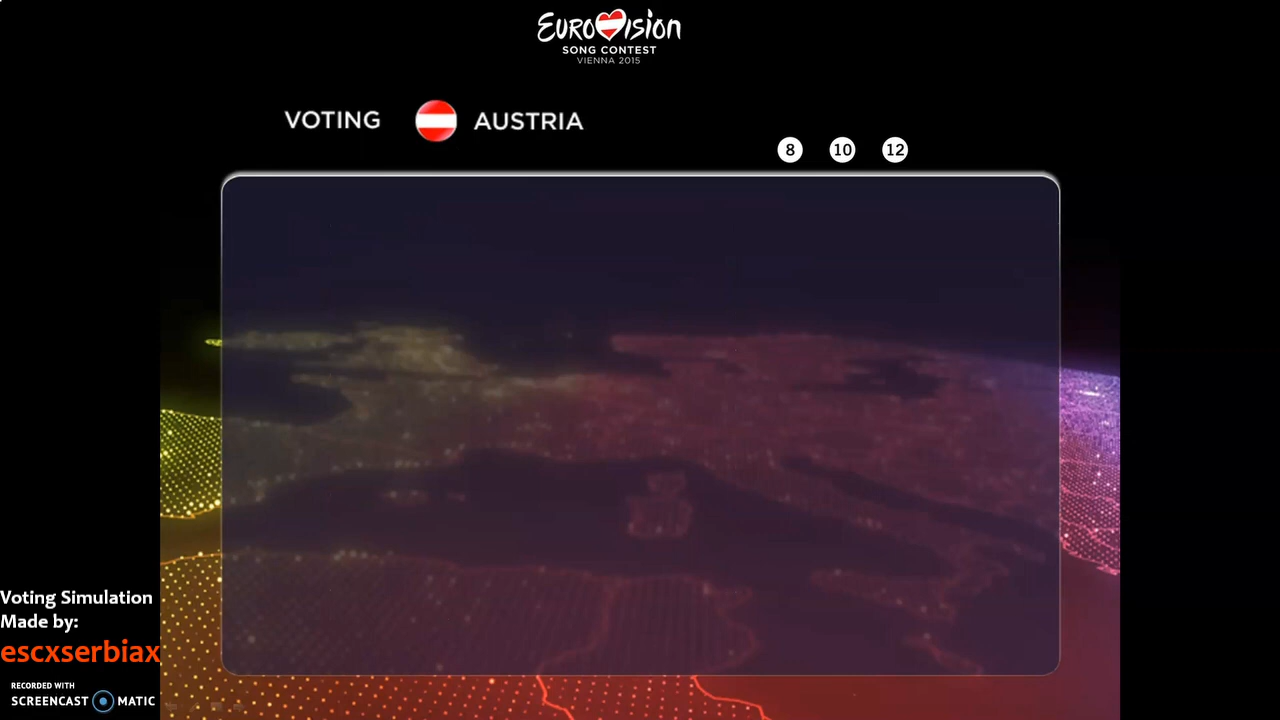 EUROVISION
SONG CONTEST
VIENNA 2015
VOTING AUSTRIA
8 10 12
Voting Simulation
Made by:
escxserbiax
RECORDED WITH
SCREENCAST MATIC